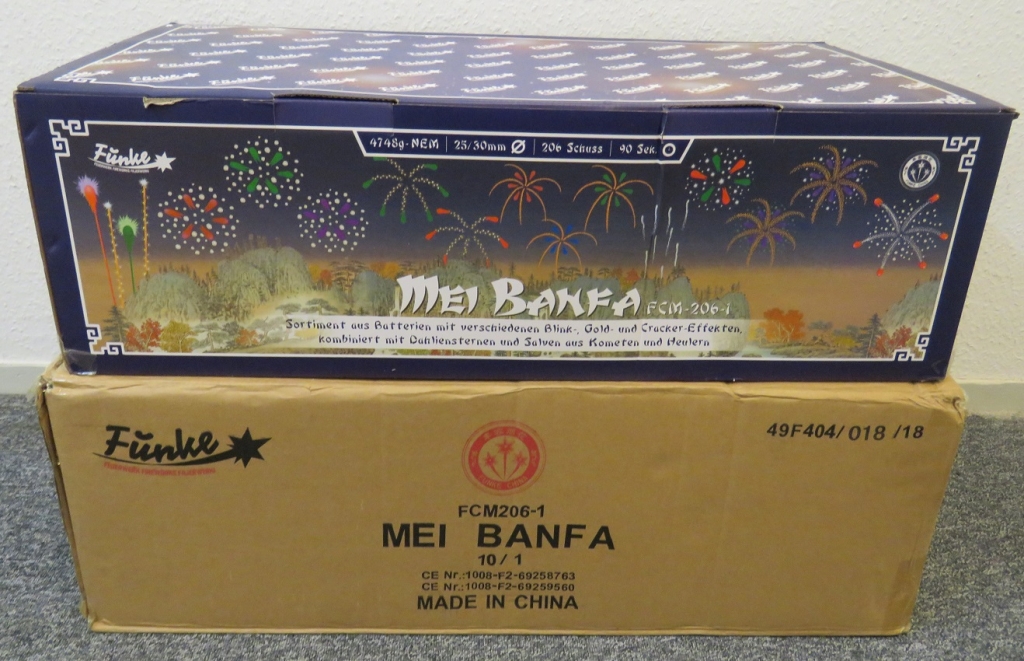 Funke
4748g-NEM | 25/30mm Ø | 206 Schuss | 90 Sek.
MEI BANFA FCM-206-1
Sortiment aus Batterien mit verschiedenen Blink-, Gold- und Cracker-Effekten,
kombiniert mit Dahliensternen und Salven aus Kometen und Heulern
Funke
49F404/018/18
FCM206-1
MEI BANFA
10/1
CE Nr.:1008-F2-69258763
CE Nr.:1008-F2-69259560
MADE IN CHINA